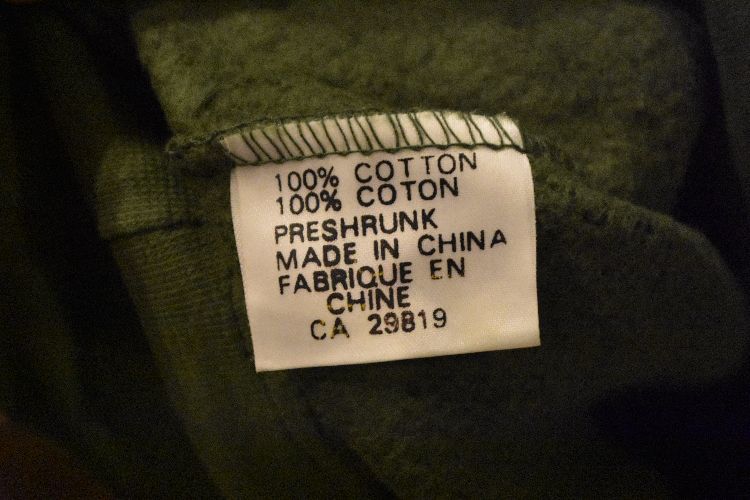 100% COTTON
100% COTON
PRESHRUNK
MADE IN CHINA
FABRIQUE EN
CHINE
CA 29819